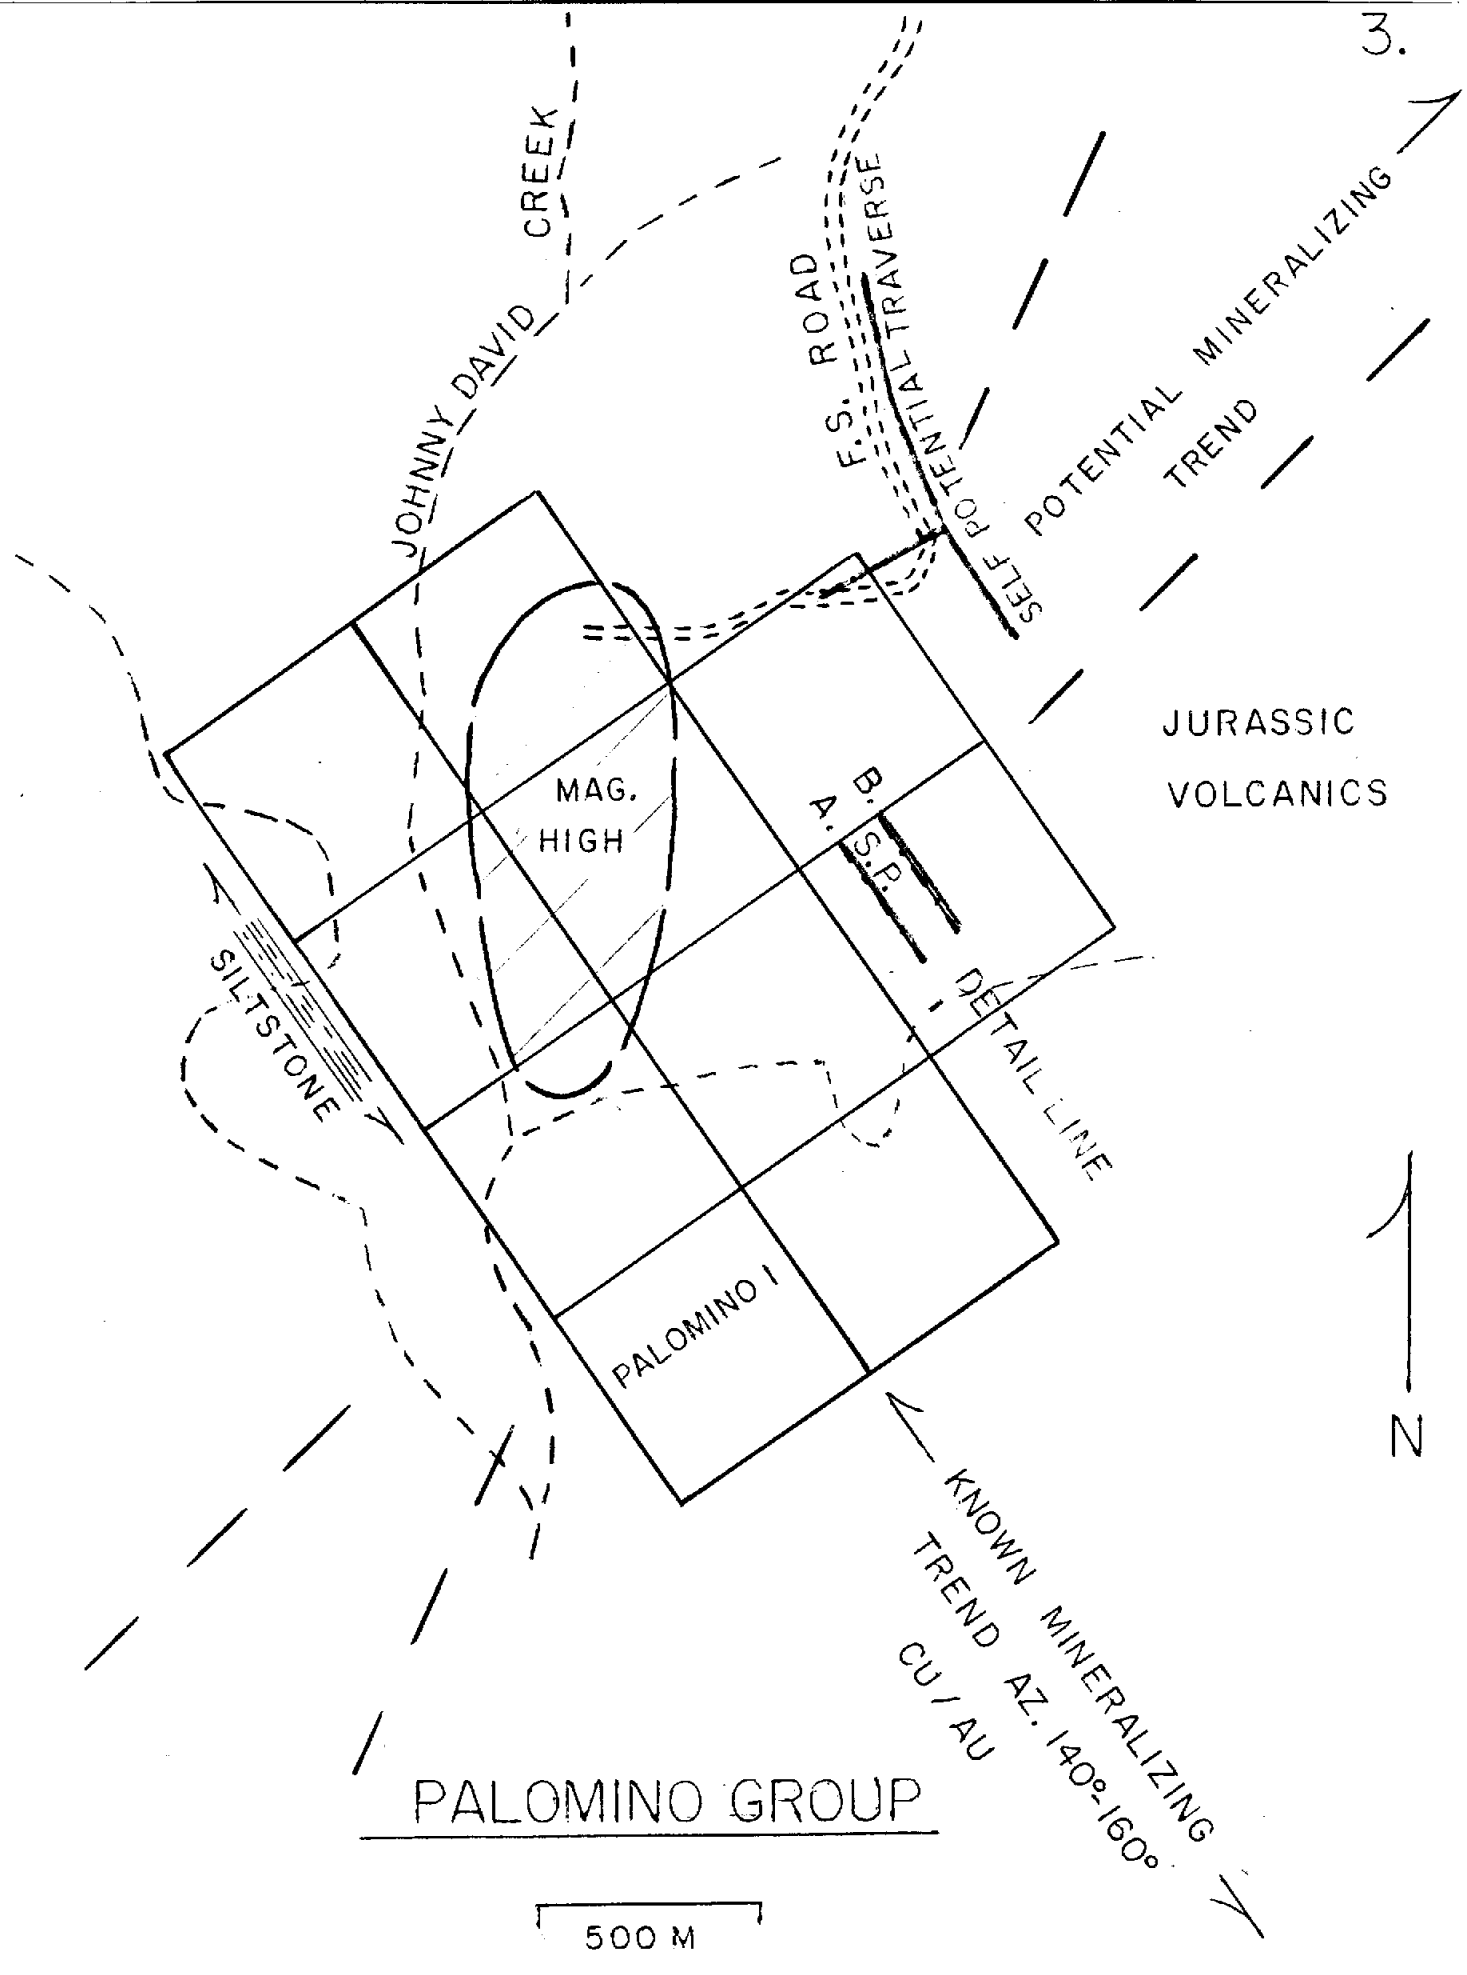 3.
CREEK
JOHNNY DAVID
F.S. ROAD
SELF POTENTIAL TRAVERSE
POTENTIAL MINERALIZING
TREND
JURASSIC
VOLCANICS
MAG.
HIGH
B.
A.
S.P. DETAIL LINE
SILTSTONE
PALOMINO 1
N
KNOWN MINERALIZING
TREND AZ. 140°-160°
CU / AU
PALOMINO GROUP
500 M